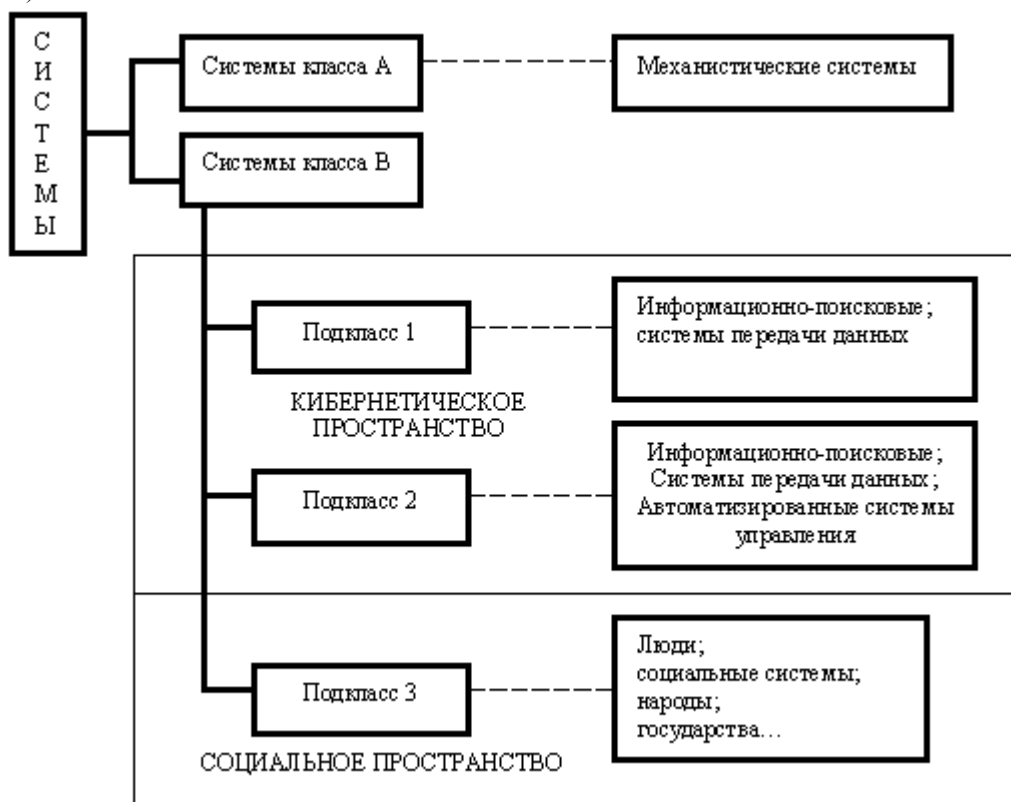 СИСТЕМЫ
Системы класса А
Механистические системы
Системы класса В
Подкласс 1
Информационно-поисковые;
системы передачи данных
КИБЕРНЕТИЧЕСКОЕ
ПРОСТРАНСТВО
Подкласс 2
Информационно-поисковые;
Системы передачи данных;
Автоматизированные системы
управления
Подкласс 3
Люди;
социальные системы;
народы;
государства...
СОЦИАЛЬНОЕ ПРОСТРАНСТВО